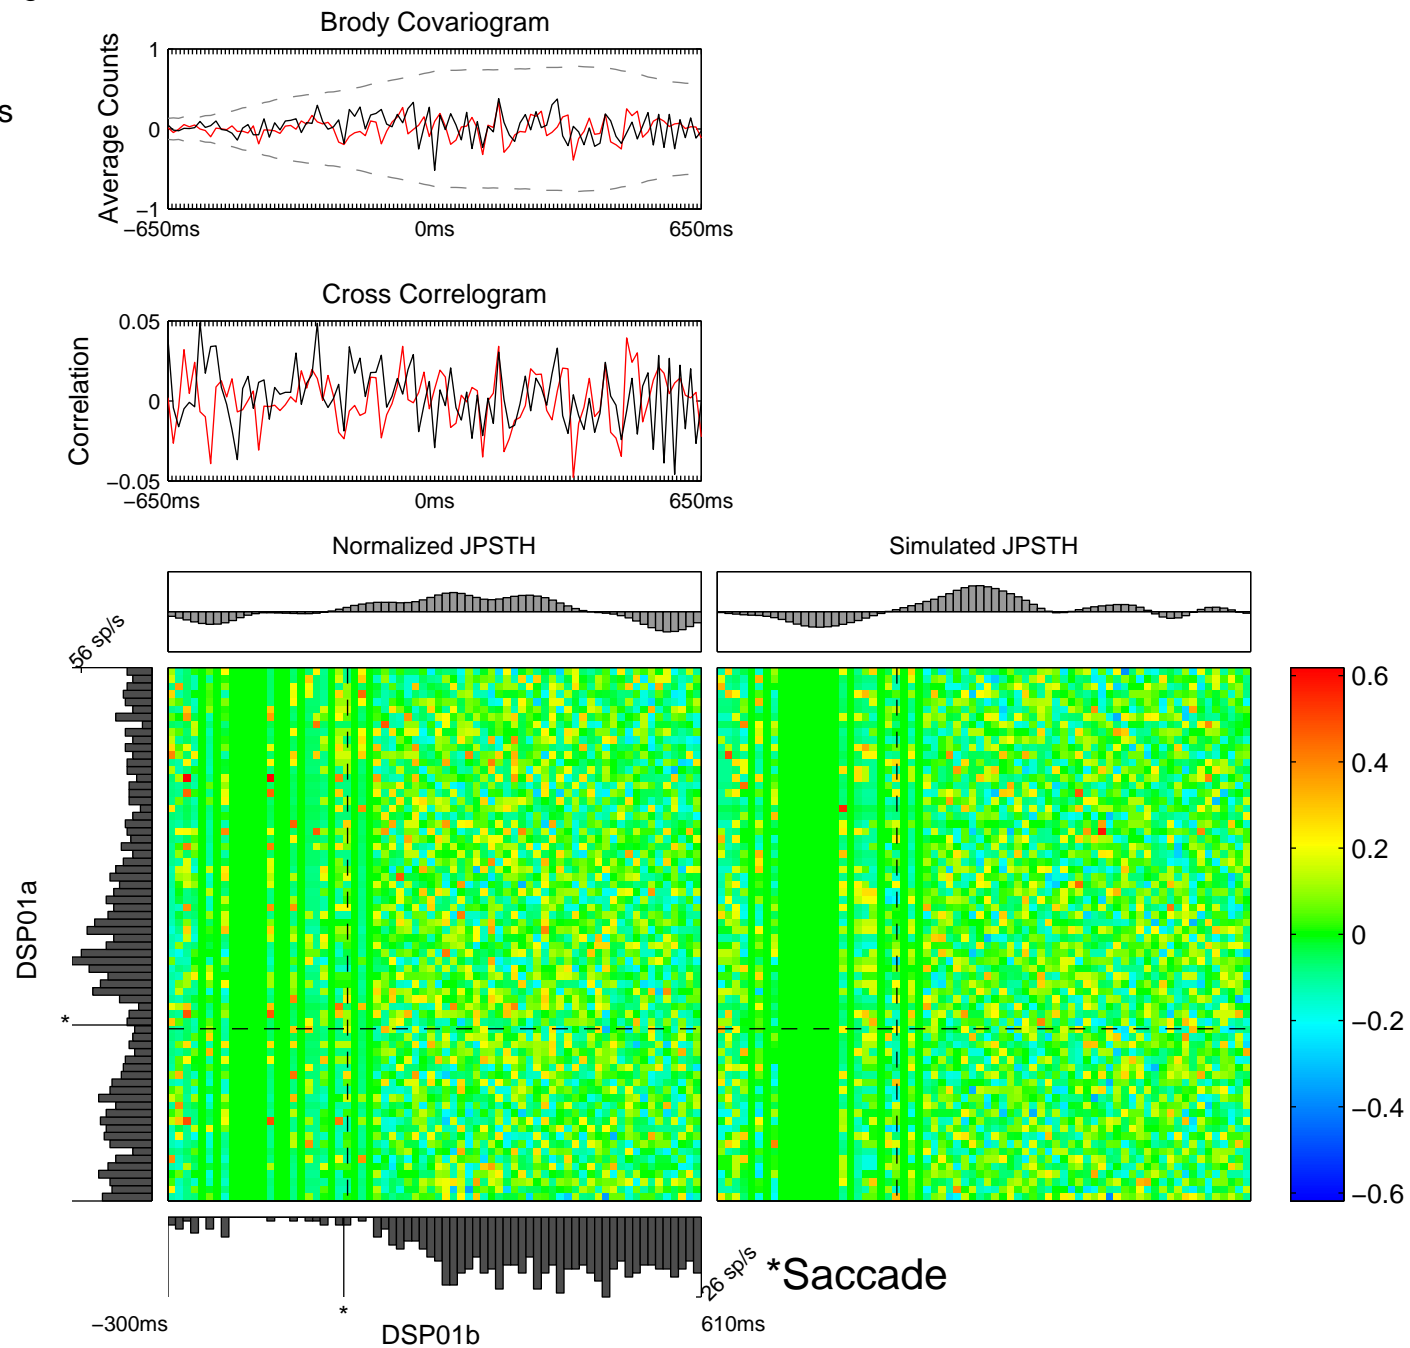 g
Brody Covariogram
s
Average Counts
1
0
−1
−650ms 0ms 650ms
Cross Correlogram
Correlation
0.05
0
−0.05
−650ms 0ms 650ms
Normalized JPSTH
Simulated JPSTH
56 sp/s
DSP01a
*
0.6
0.4
0.2
0
−0.2
−0.4
−0.6
26 sp/s
*Saccade
*
−300ms
DSP01b
610ms